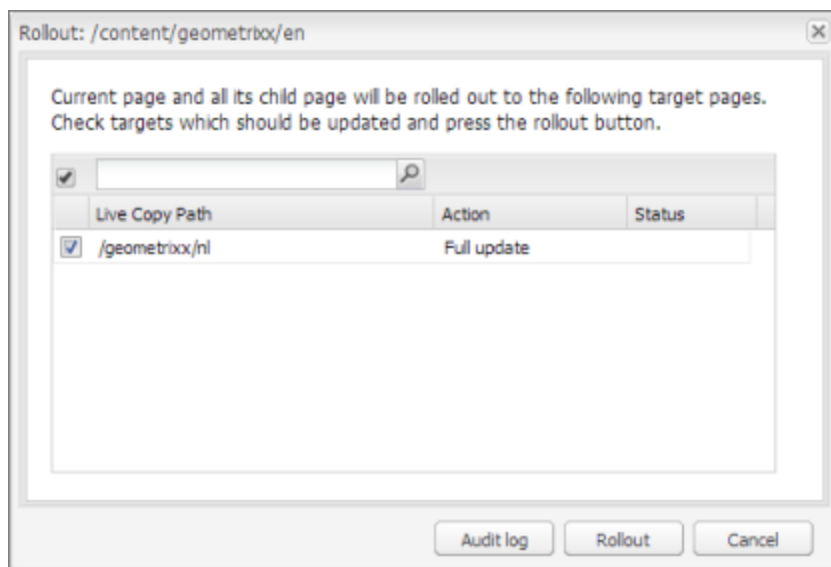 Rollout: /content/geometrixx/en
Current page and all its child page will be rolled out to the following target pages.
Check targets which should be updated and press the rollout button.
Live Copy Path Action Status
/geometrixx/nl Full update
Audit log Rollout Cancel